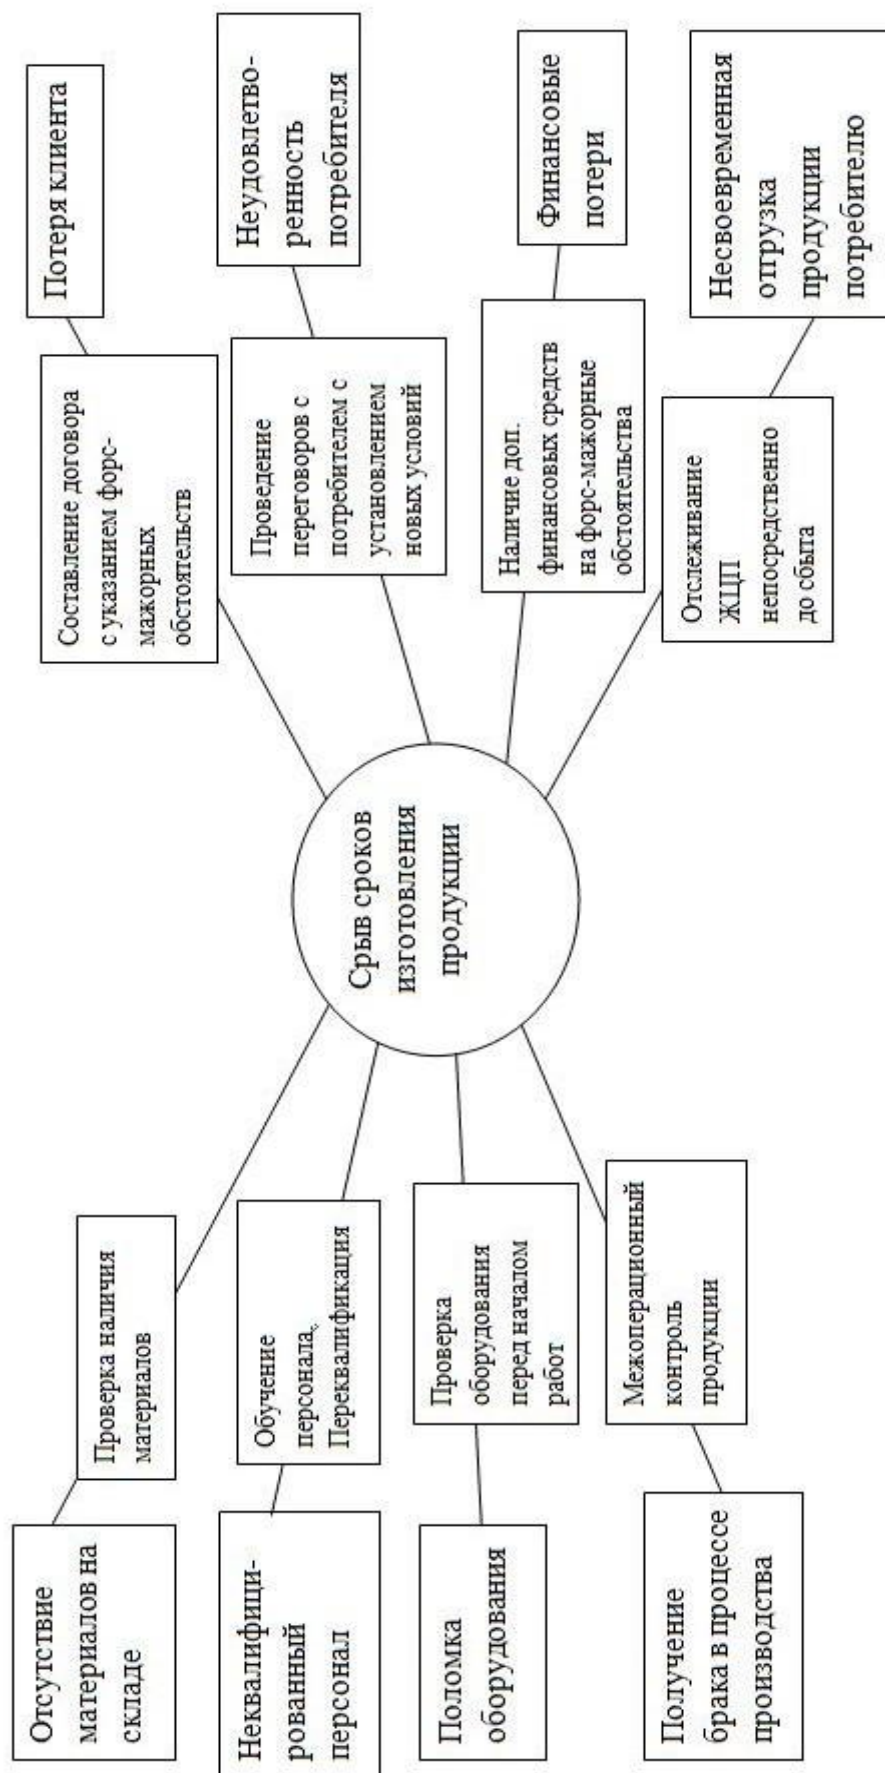 Отсутствие
материалов на
складе
Проверка наличия
материалов
Неквалифици-
рованный
персонал
Обучение
персонала,
Переквалификация
Поломка
оборудования
Проверка
оборудования
перед началом
работ
Получение
брака в процессе
производства
Межоперационный
контроль
продукции
Срыв сроков
изготовления
продукции
Составление договора
с указанием форс-
мажорных
обстоятельств
Потеря клиента
Проведение
переговоров с
потребителем с
установлением
новых условий
Неудовлетво-
ренность
потребителя
Наличие доп.
финансовых средств
на форс-мажорные
обстоятельства
Финансовые
потери
Отслеживание
ЖЦП
непосредственно
до сбыта
Несвоевременная
отгрузка
продукции
потребителю